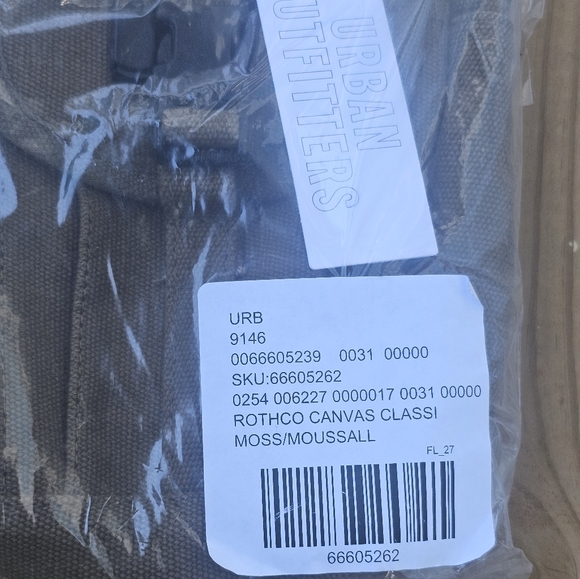 URBAN
OUTFITTERS
URB
9146
0066605239 0031 00000
SKU:66605262
0254 006227 0000017 0031 00000
ROTHCO CANVAS CLASSI
MOSS/MOUSSALL
FL_27
66605262